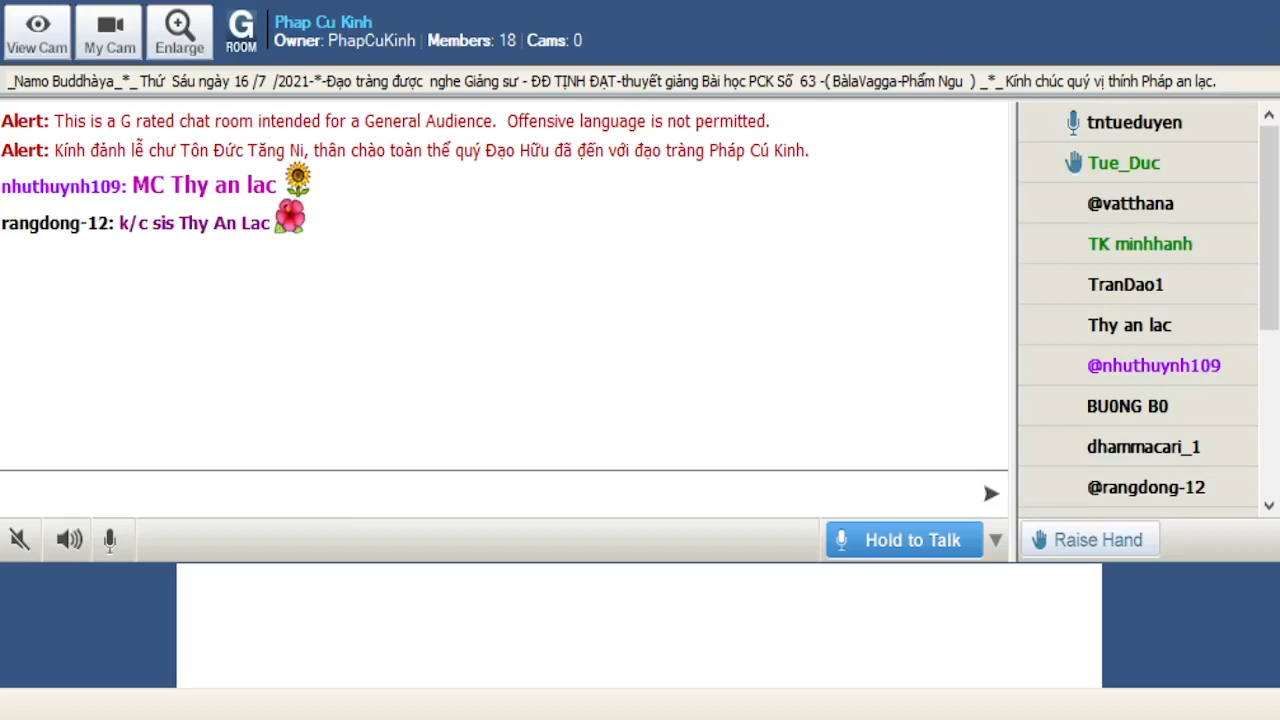 View Cam
My Cam
Enlarge
G
ROOM
Phap Cu Kinh
Owner: PhapCuKinh | Members: 18 | Cams: 0
_Namo Buddhàya_*_ Thứ Sáu ngày 16 /7 /2021-*-Đạo tràng được nghe Giảng sư - ĐĐ TỊNH ĐẠT-thuyết giảng Bài học PCK Số 63 -( BàlaVagga-Phẩm Ngu ) _*_ Kính chúc quý vị thính Pháp an lạc.
Alert: This is a G rated chat room intended for a General Audience. Offensive language is not permitted.
Alert: Kính đảnh lễ chư Tôn Đức Tăng Ni, thân chào toàn thể quý Đạo Hữu đã đến với đạo tràng Pháp Cú Kinh.
nhuthuynh109: MC Thy an lac
rangdong-12: k/c sis Thy An Lac
tntueduyen
Tue_Duc
@vatthana
TK minhhanh
TranDao1
Thy an lac
@nhuthuynh109
BU0NG B0
dhammacari_1
@rangdong-12
Hold to Talk
Raise Hand